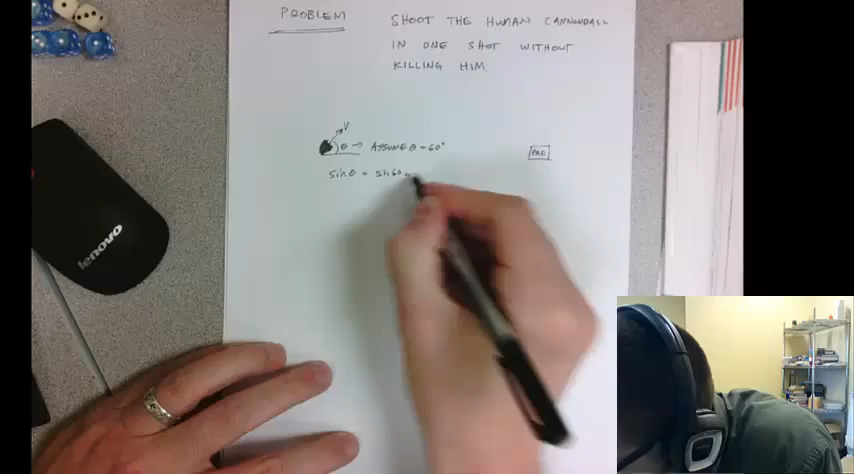 PROBLEM SHOOT THE HUMAN CANNONBALL
IN ONE SHOT WITHOUT
KILLING HIM.
V
θ → ASSUME θ = 60°
PAD
sin θ = sin 60 =
lenovo